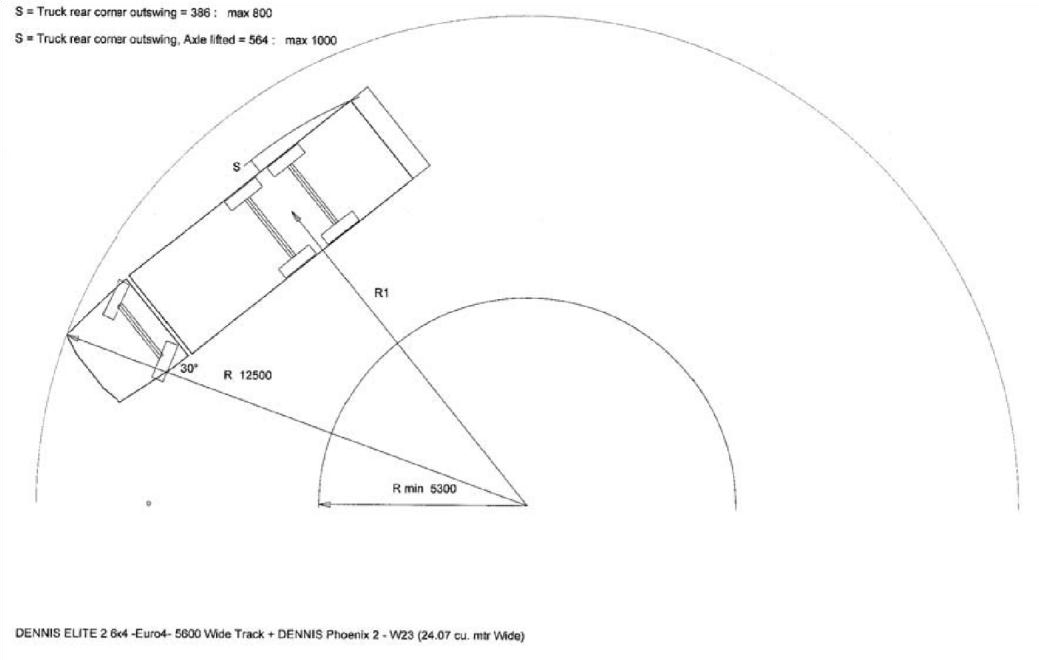 S = Truck rear corner outswing = 386 : max 800
S = Truck rear corner outswing, Axle lifted = 564 : max 1000
S
R1
30°
R 12500
R min 5300
DENNIS ELITE 2 6x4 -Euro4- 5600 Wide Track + DENNIS Phoenix 2 - W23 (24.07 cu. mtr Wide)